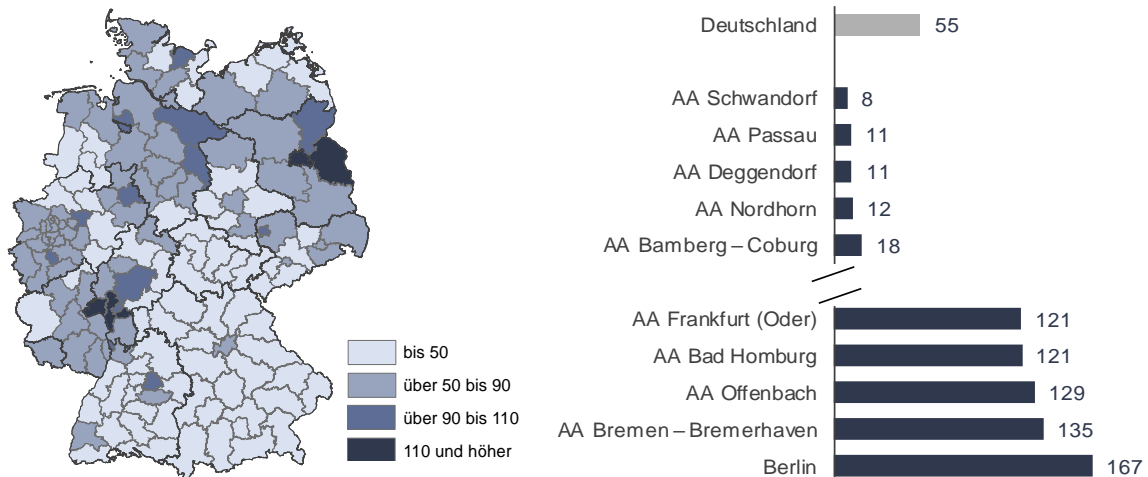 bis 50
über 50 bis 90
über 90 bis 110
110 und höher
Deutschland 55
AA Schwandorf 8
AA Passau 11
AA Deggendorf 11
AA Nordhorn 12
AA Bamberg – Coburg 18
AA Frankfurt (Oder) 121
AA Bad Homburg 121
AA Offenbach 129
AA Bremen – Bremerhaven 135
Berlin 167